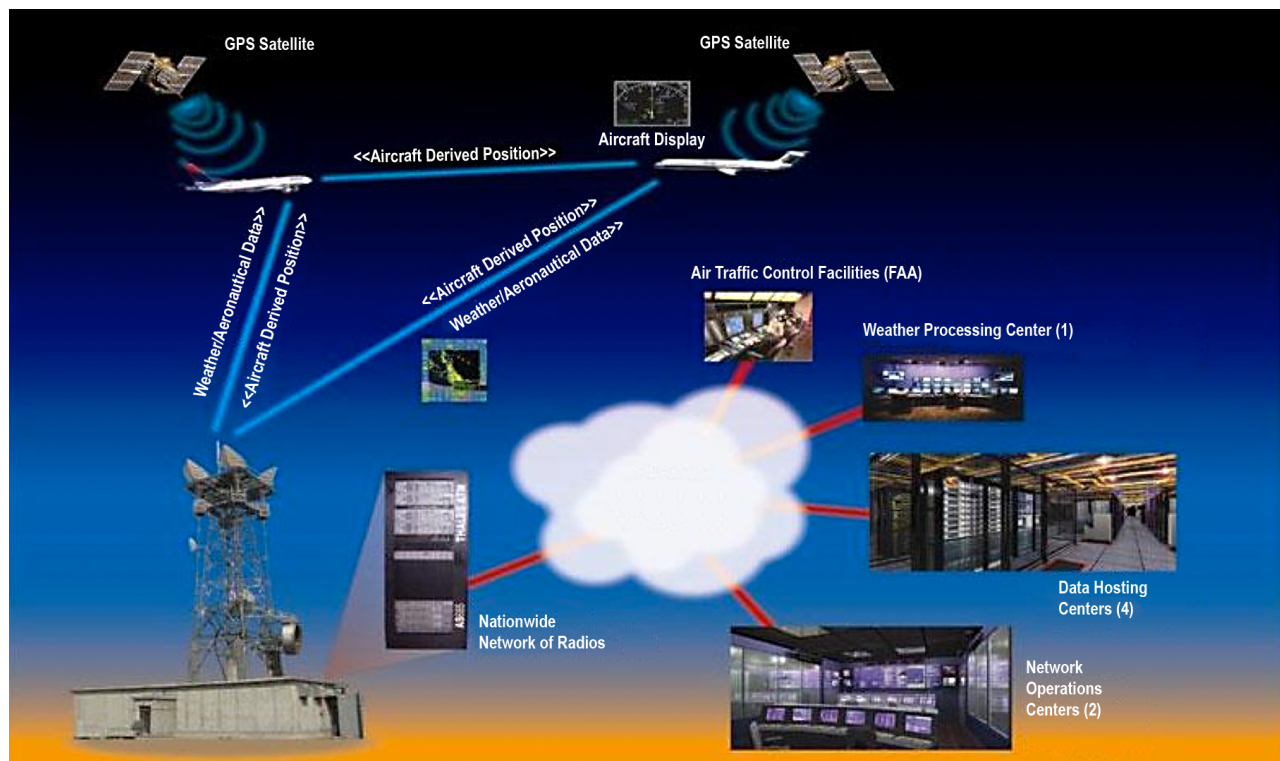 GPS Satellite
GPS Satellite
Aircraft Display
<<Aircraft Derived Position>>
Weather/Aeronautical Data>>
<<Aircraft Derived Position>>
<<Aircraft Derived Position>>
Weather/Aeronautical Data>>
Air Traffic Control Facilities (FAA)
Weather Processing Center (1)
Data Hosting
Centers (4)
Nationwide
Network of Radios
Network
Operations
Centers (2)